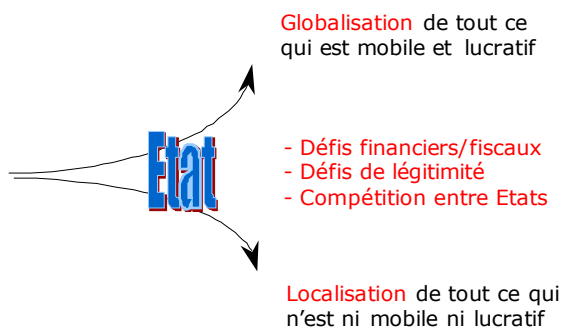 Globalisation de tout ce
qui est mobile et lucratif
Etat
- Défis financiers/fiscaux
- Défis de légitimité
- Compétition entre Etats
Localisation de tout ce qui
n'est ni mobile ni lucratif